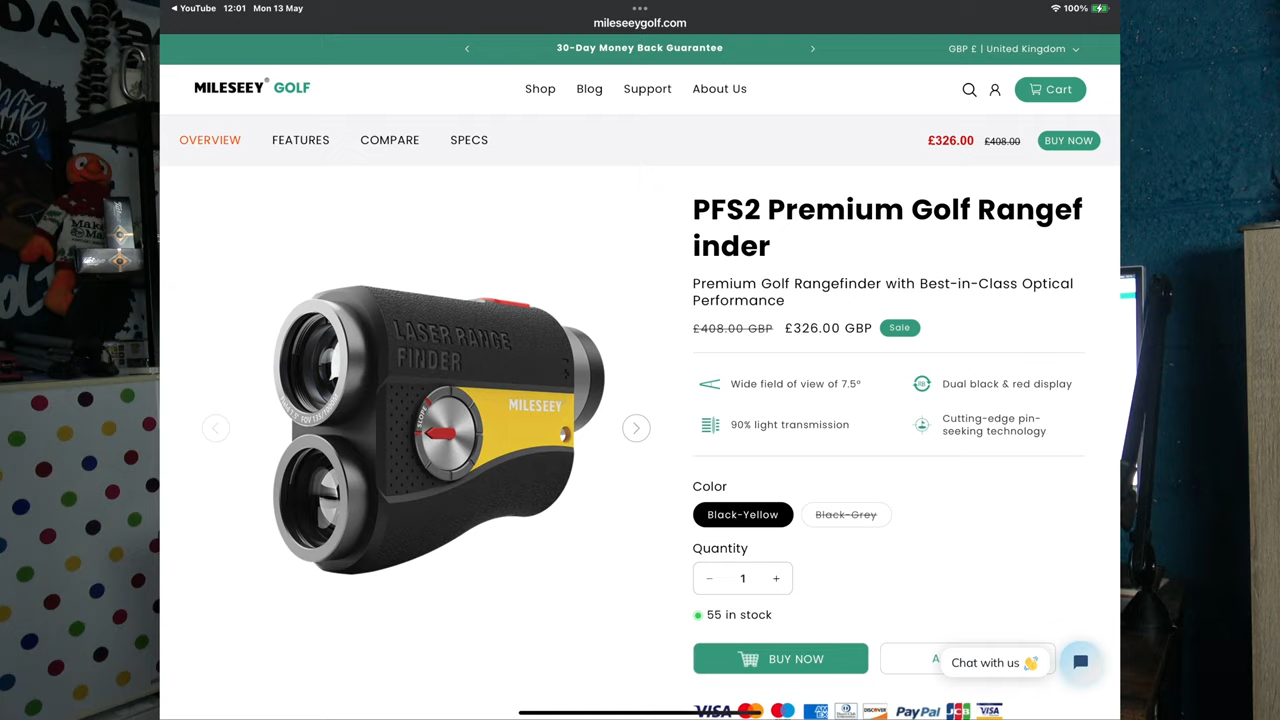 YouTube 12:01 Mon 13 May
100%
mileseeygolf.com
30-Day Money Back Guarantee
GBP £ | United Kingdom
MILESEEY® GOLF
Shop Blog Support About Us
Cart
OVERVIEW FEATURES COMPARE SPECS
£326.00 £408.00 BUY NOW
PFS2 Premium Golf Rangef
inder
Premium Golf Rangefinder with Best-in-Class Optical
Performance
£408.00 GBP £326.00 GBP Sale
Wide field of view of 7.5°
Dual black & red display
90% light transmission
Cutting-edge pin-
seeking technology
Color
Black-Yellow Black-Grey
Quantity
− 1 +
55 in stock
BUY NOW
A
Chat with us 👋
VISA AMEX DISCOVER PayPal JCB VISA
LASER RANGE
FINDER
SLOPE
MILESEEY